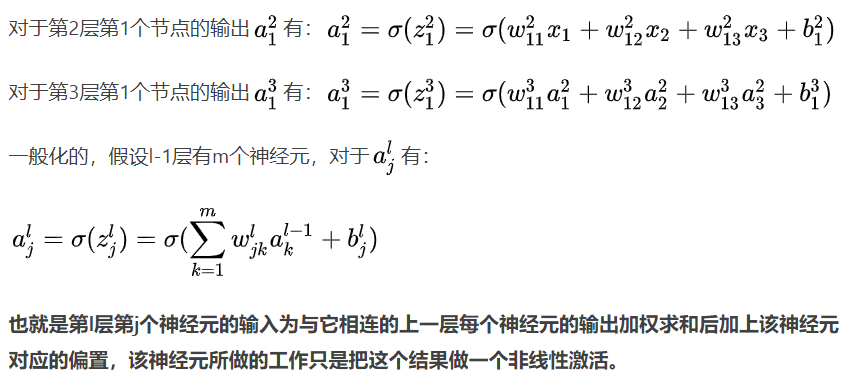 对于第2层第1个节点的输出 $a_1^2$ 有： $a_1^2 = \sigma(z_1^2) = \sigma(w_{11}^2 x_1 + w_{12}^2 x_2 + w_{13}^2 x_3 + b_1^2)$
对于第3层第1个节点的输出 $a_1^3$ 有： $a_1^3 = \sigma(z_1^3) = \sigma(w_{11}^3 a_1^2 + w_{12}^3 a_2^2 + w_{13}^3 a_3^2 + b_1^3)$
一般化的，假设l-1层有m个神经元，对于 $a_j^l$ 有：
$a_j^l = \sigma(z_j^l) = \sigma(\sum_{k=1}^{m} w_{jk}^l a_k^{l-1} + b_j^l)$
也就是第l层第j个神经元的输入为与它相连的上一层每个神经元的输出加权求和后加上该神经元
对应的偏置，该神经元所做的工作只是把这个结果做一个非线性激活。